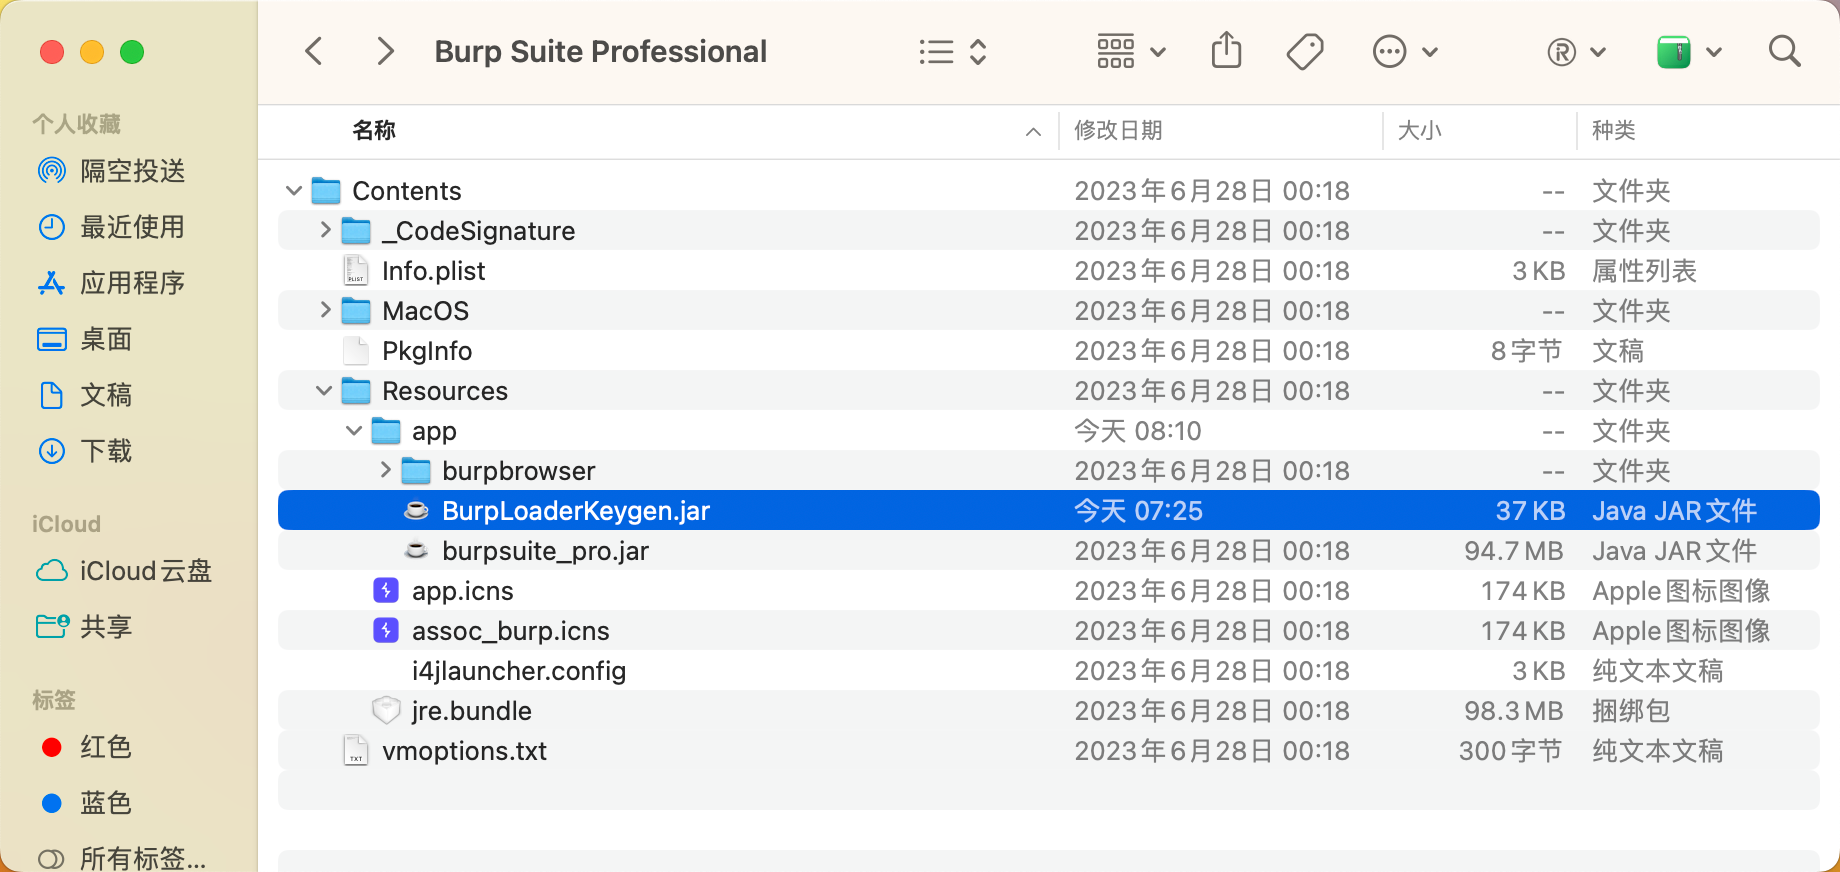 Burp Suite Professional
个人收藏
隔空投送
最近使用
应用程序
桌面
文稿
下载
iCloud
iCloud云盘
共享
标签
红色
蓝色
所有标签...
名称 修改日期 大小 种类
Contents 2023年6月28日 00:18 -- 文件夹
_CodeSignature 2023年6月28日 00:18 -- 文件夹
Info.plist 2023年6月28日 00:18 3 KB 属性列表
MacOS 2023年6月28日 00:18 -- 文件夹
PkgInfo 2023年6月28日 00:18 8字节 文稿
Resources 2023年6月28日 00:18 -- 文件夹
app 今天 08:10 -- 文件夹
burpbrowser 2023年6月28日 00:18 -- 文件夹
BurpLoaderKeygen.jar 今天 07:25 37 KB Java JAR文件
burpsuite_pro.jar 2023年6月28日 00:18 94.7 MB Java JAR文件
app.icns 2023年6月28日 00:18 174 KB Apple图标图像
assoc_burp.icns 2023年6月28日 00:18 174 KB Apple图标图像
i4jlauncher.config 2023年6月28日 00:18 3 KB 纯文本文稿
jre.bundle 2023年6月28日 00:18 98.3 MB 捆绑包
vmoptions.txt 2023年6月28日 00:18 300字节 纯文本文稿